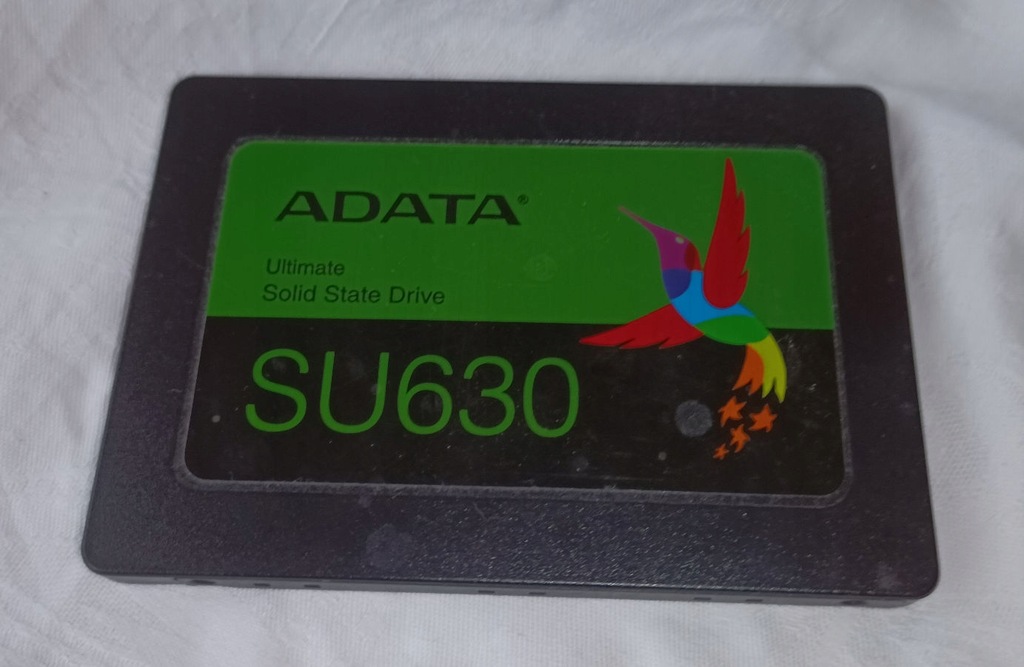 ADATA®
Ultimate
Solid State Drive
SU630